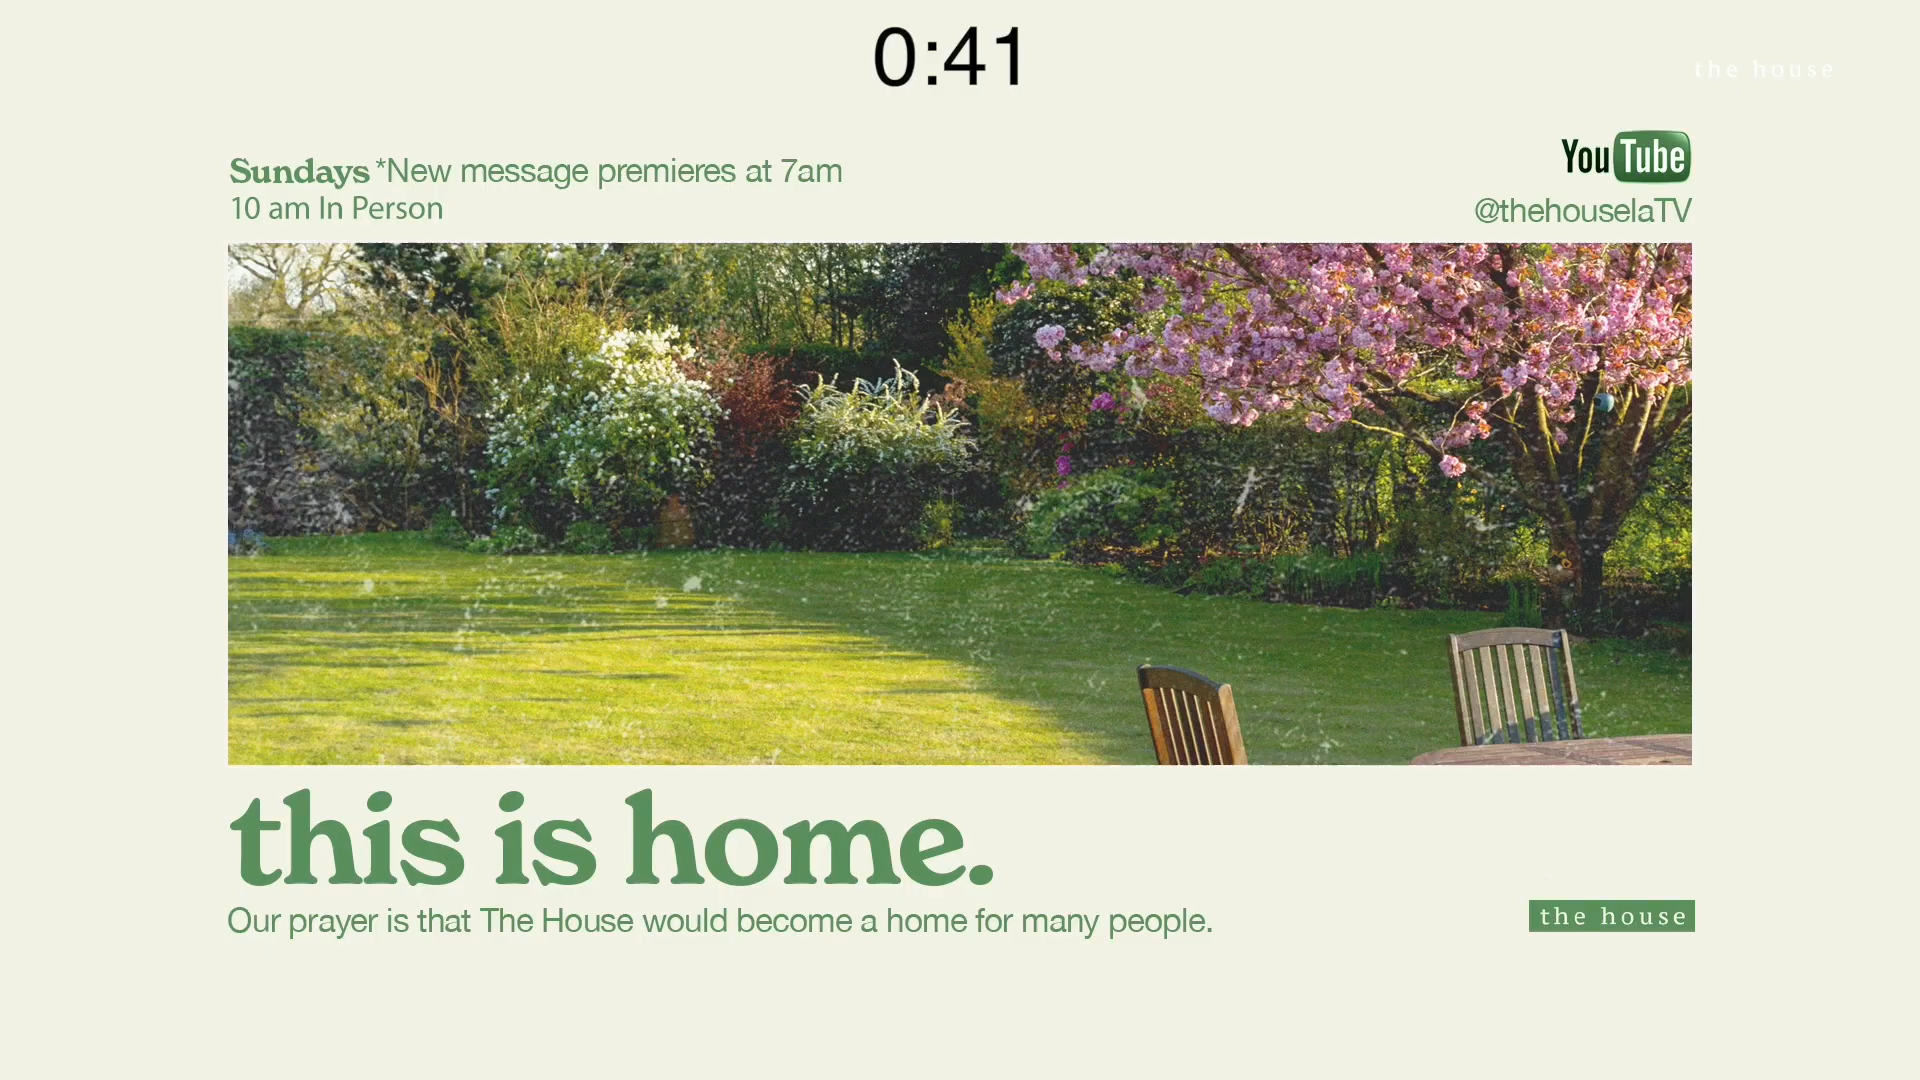 0:41
the house
Sundays *New message premieres at 7am
10 am In Person
YouTube
@thehouselaTV
this is home.
Our prayer is that The House would become a home for many people.
the house